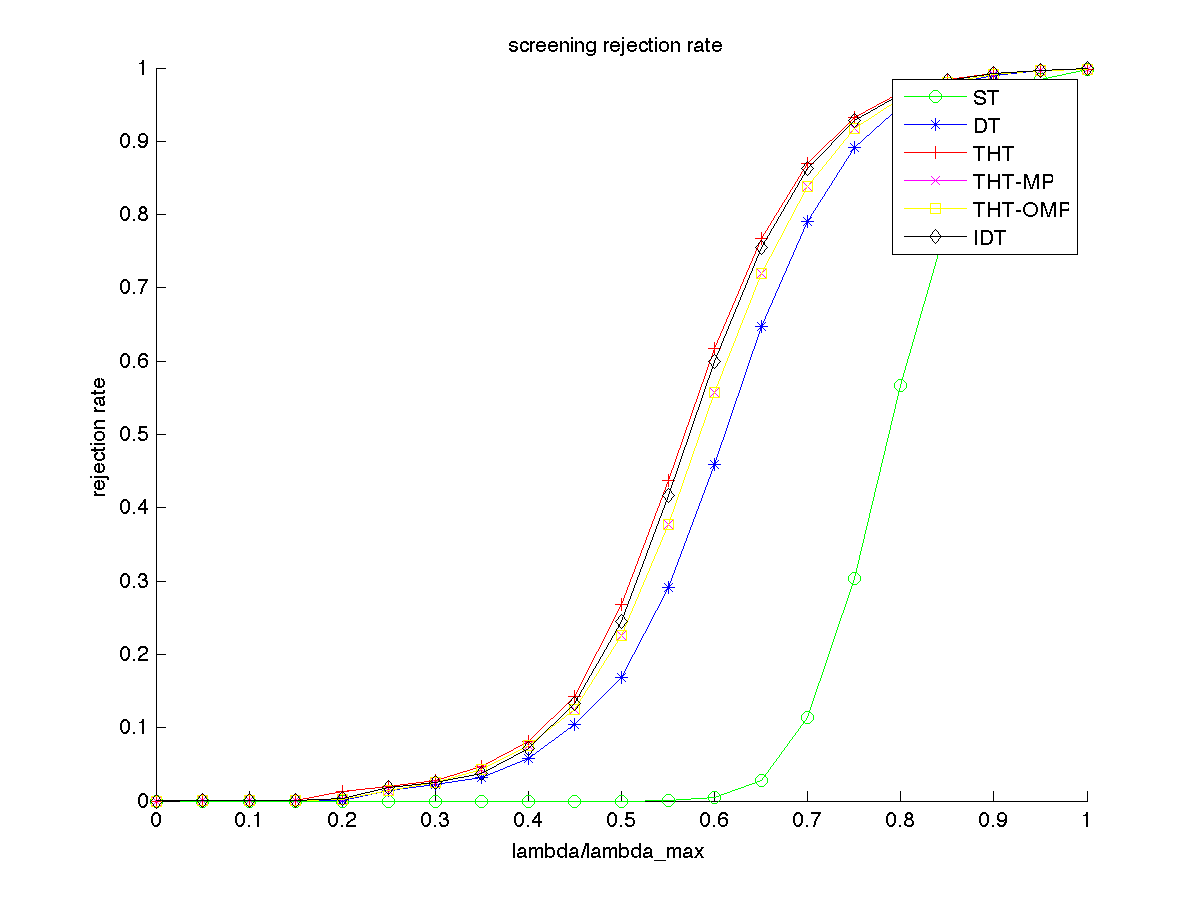 screening rejection rate
1
0.9
0.8
0.7
0.6
0.5
0.4
0.3
0.2
0.1
0
rejection rate
ST
DT
THT
THT-MP
THT-OMP
IDT
0 0.1 0.2 0.3 0.4 0.5 0.6 0.7 0.8 0.9 1
lambda/lambda_max